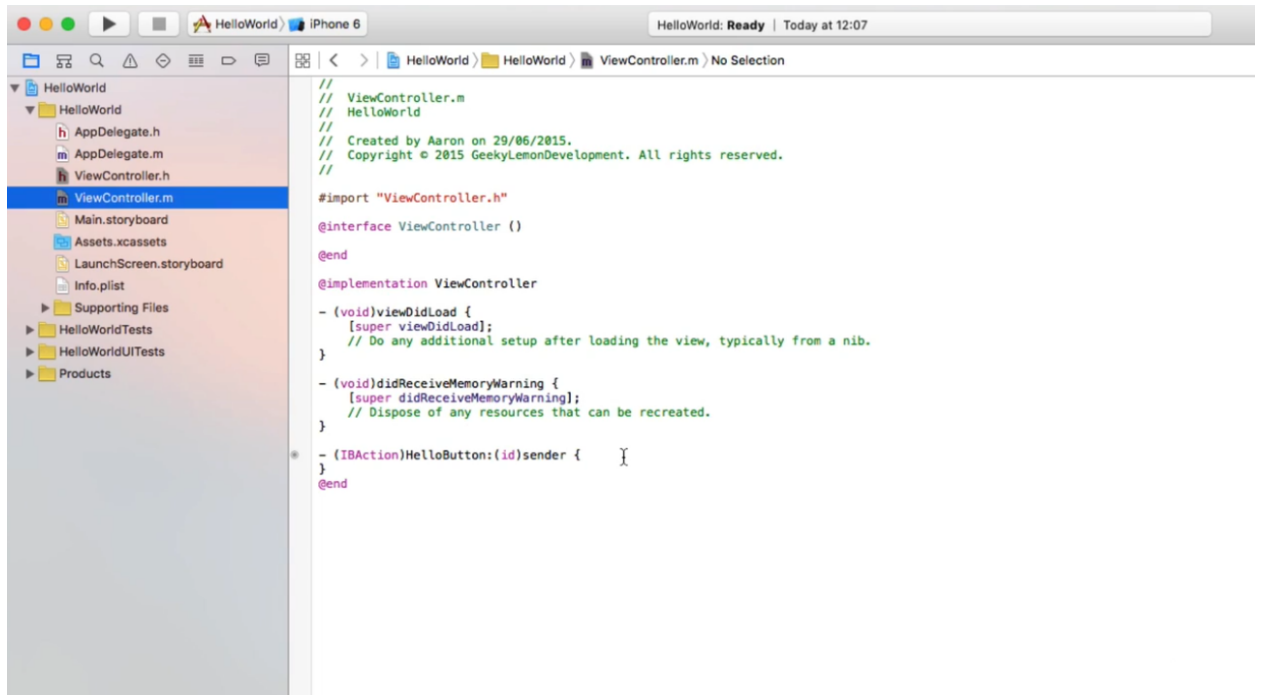 HelloWorld iPhone 6
HelloWorld: Ready | Today at 12:07
HelloWorld HelloWorld ViewController.m No Selection
HelloWorld
HelloWorld
h AppDelegate.h
m AppDelegate.m
h ViewController.h
m ViewController.m
Main.storyboard
Assets.xcassets
LaunchScreen.storyboard
Info.plist
Supporting Files
HelloWorldTests
HelloWorldUITests
Products
//
// ViewController.m
// HelloWorld
//
// Created by Aaron on 29/06/2015.
// Copyright © 2015 GeekyLemonDevelopment. All rights reserved.
//
#import "ViewController.h"
@interface ViewController ()
@end
@implementation ViewController
- (void)viewDidLoad {
[super viewDidLoad];
// Do any additional setup after loading the view, typically from a nib.
}
- (void)didReceiveMemoryWarning {
[super didReceiveMemoryWarning];
// Dispose of any resources that can be recreated.
}
- (IBAction)HelloButton:(id)sender {
}
@end